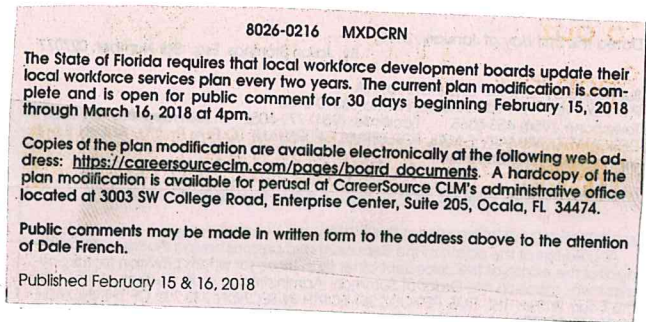 8026-0216 MXDCRN
The State of Florida requires that local workforce development boards update their
local workforce services plan every two years. The current plan modification is com-
plete and is open for public comment for 30 days beginning February 15, 2018
through March 16, 2018 at 4pm.
Copies of the plan modification are available electronically at the following web ad-
dress: https://careersourceclm.com/pages/board_documents. A hardcopy of the
plan modification is available for perusal at CareerSource CLM's administrative office
located at 3003 SW College Road, Enterprise Center, Suite 205, Ocala, FL 34474.
Public comments may be made in written form to the address above to the attention
of Dale French.
Published February 15 & 16, 2018